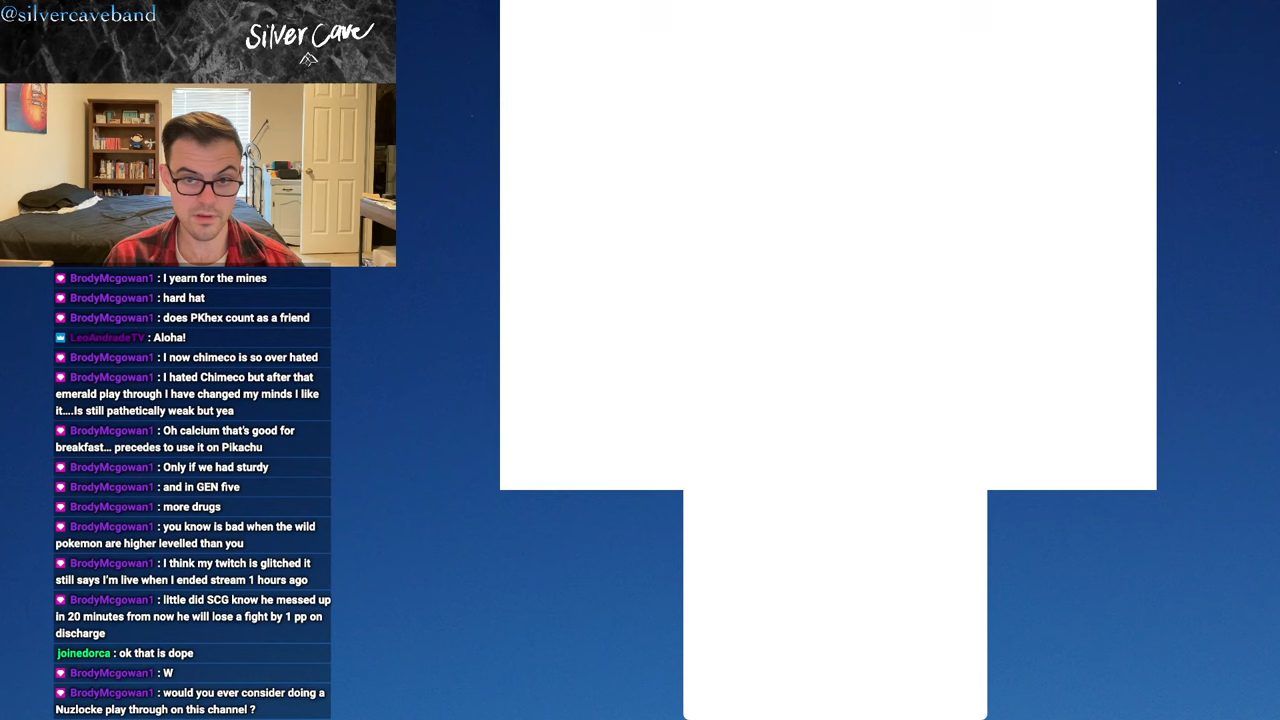 @silvercaveband
Silver Cave
BrodyMcgowan1 : I yearn for the mines
BrodyMcgowan1 : hard hat
BrodyMcgowan1 : does PKhex count as a friend
LeoAndradeTV : Aloha!
BrodyMcgowan1 : I now chimeco is so over hated
BrodyMcgowan1 : I hated Chimeco but after that
emerald play through I have changed my minds I like
it....Is still pathetically weak but yea
BrodyMcgowan1 : Oh calcium that's good for
breakfast... precedes to use it on Pikachu
BrodyMcgowan1 : Only if we had sturdy
BrodyMcgowan1 : and in GEN five
BrodyMcgowan1 : more drugs
BrodyMcgowan1 : you know is bad when the wild
pokemon are higher levelled than you
BrodyMcgowan1 : I think my twitch is glitched it
still says I'm live when I ended stream 1 hours ago
BrodyMcgowan1 : little did SCG know he messed up
in 20 minutes from now he will lose a fight by 1 pp on
discharge
joinedorca : ok that is dope
BrodyMcgowan1 : W
BrodyMcgowan1 : would you ever consider doing a
Nuzlocke play through on this channel ?